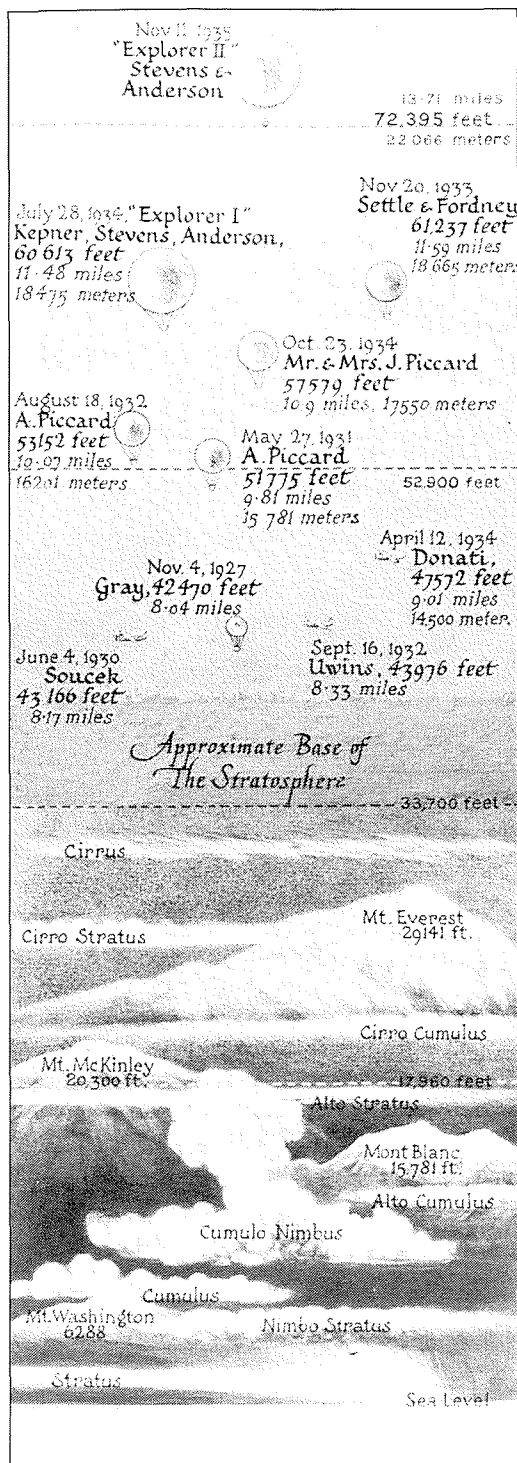 Nov 11, 1935
"Explorer II"
Stevens &
Anderson
13·71 miles
72,395 feet
22 066 meters
Nov 20, 1933
Settle & Fordney
61,237 feet
11·59 miles
18 665 meters
July 28, 1934, "Explorer I"
Kepner, Stevens, Anderson,
60 613 feet
11·48 miles
18475 meters
Oct. 23, 1934
Mr. & Mrs. J. Piccard
57579 feet
10·9 miles, 17550 meters
August 18, 1932
A. Piccard
53152 feet
10·07 miles
16201 meters
May 27, 1931
A. Piccard
51775 feet
9·81 miles
15 781 meters
52,900 feet
April 12, 1934
Donati,
47572 feet
9·01 miles
14500 meter
Nov. 4, 1927
Gray, 42470 feet
8·04 miles
June 4, 1930
Soucek
43 166 feet
8·17 miles
Sept. 16, 1932
Uwins, 43976 feet
8·33 miles
Approximate Base of
The Stratosphere
33,700 feet
Cirrus
Mt. Everest
29141 ft.
Cirro Stratus
Cirro Cumulus
Mt. McKinley
20,300 ft.
17,960 feet
Alto Stratus
Mont Blanc
15,781 ft.
Alto Cumulus
Cumulo Nimbus
Cumulus
Mt. Washington
6288
Nimbo Stratus
Stratus
Sea Level